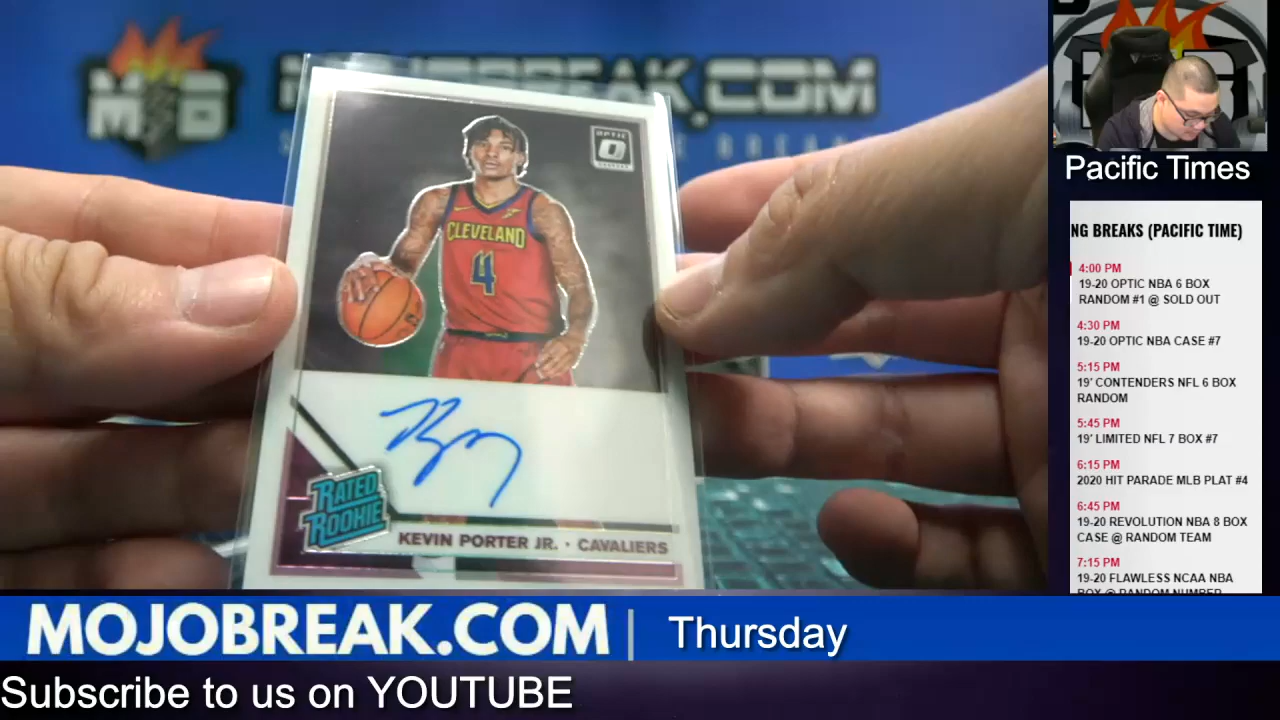 M B
MOJOBREAK.COM
OPTIC
CLEVELAND
4
RATED
ROOKIE
KEVIN PORTER JR. · CAVALIERS
Pacific Times
NG BREAKS (PACIFIC TIME)
4:00 PM
19-20 OPTIC NBA 6 BOX
RANDOM #1 @ SOLD OUT
4:30 PM
19-20 OPTIC NBA CASE #7
5:15 PM
19' CONTENDERS NFL 6 BOX
RANDOM
5:45 PM
19' LIMITED NFL 7 BOX #7
6:15 PM
2020 HIT PARADE MLB PLAT #4
6:45 PM
19-20 REVOLUTION NBA 8 BOX
CASE @ RANDOM TEAM
7:15 PM
19-20 FLAWLESS NCAA NBA
BOX @ RANDOM NUMBER
MOJOBREAK.COM | Thursday
Subscribe to us on YOUTUBE